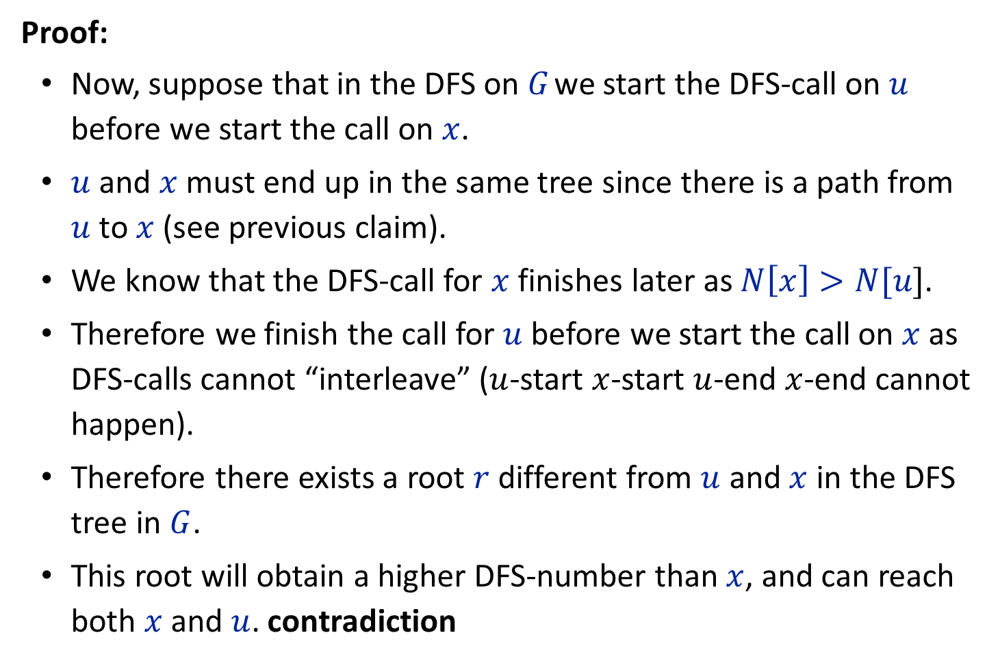 Proof:
• Now, suppose that in the DFS on G we start the DFS-call on u
before we start the call on x.
• u and x must end up in the same tree since there is a path from
u to x (see previous claim).
• We know that the DFS-call for x finishes later as N[x] > N[u].
• Therefore we finish the call for u before we start the call on x as
DFS-calls cannot “interleave” (u-start x-start u-end x-end cannot
happen).
• Therefore there exists a root r different from u and x in the DFS
tree in G.
• This root will obtain a higher DFS-number than x, and can reach
both x and u. contradiction